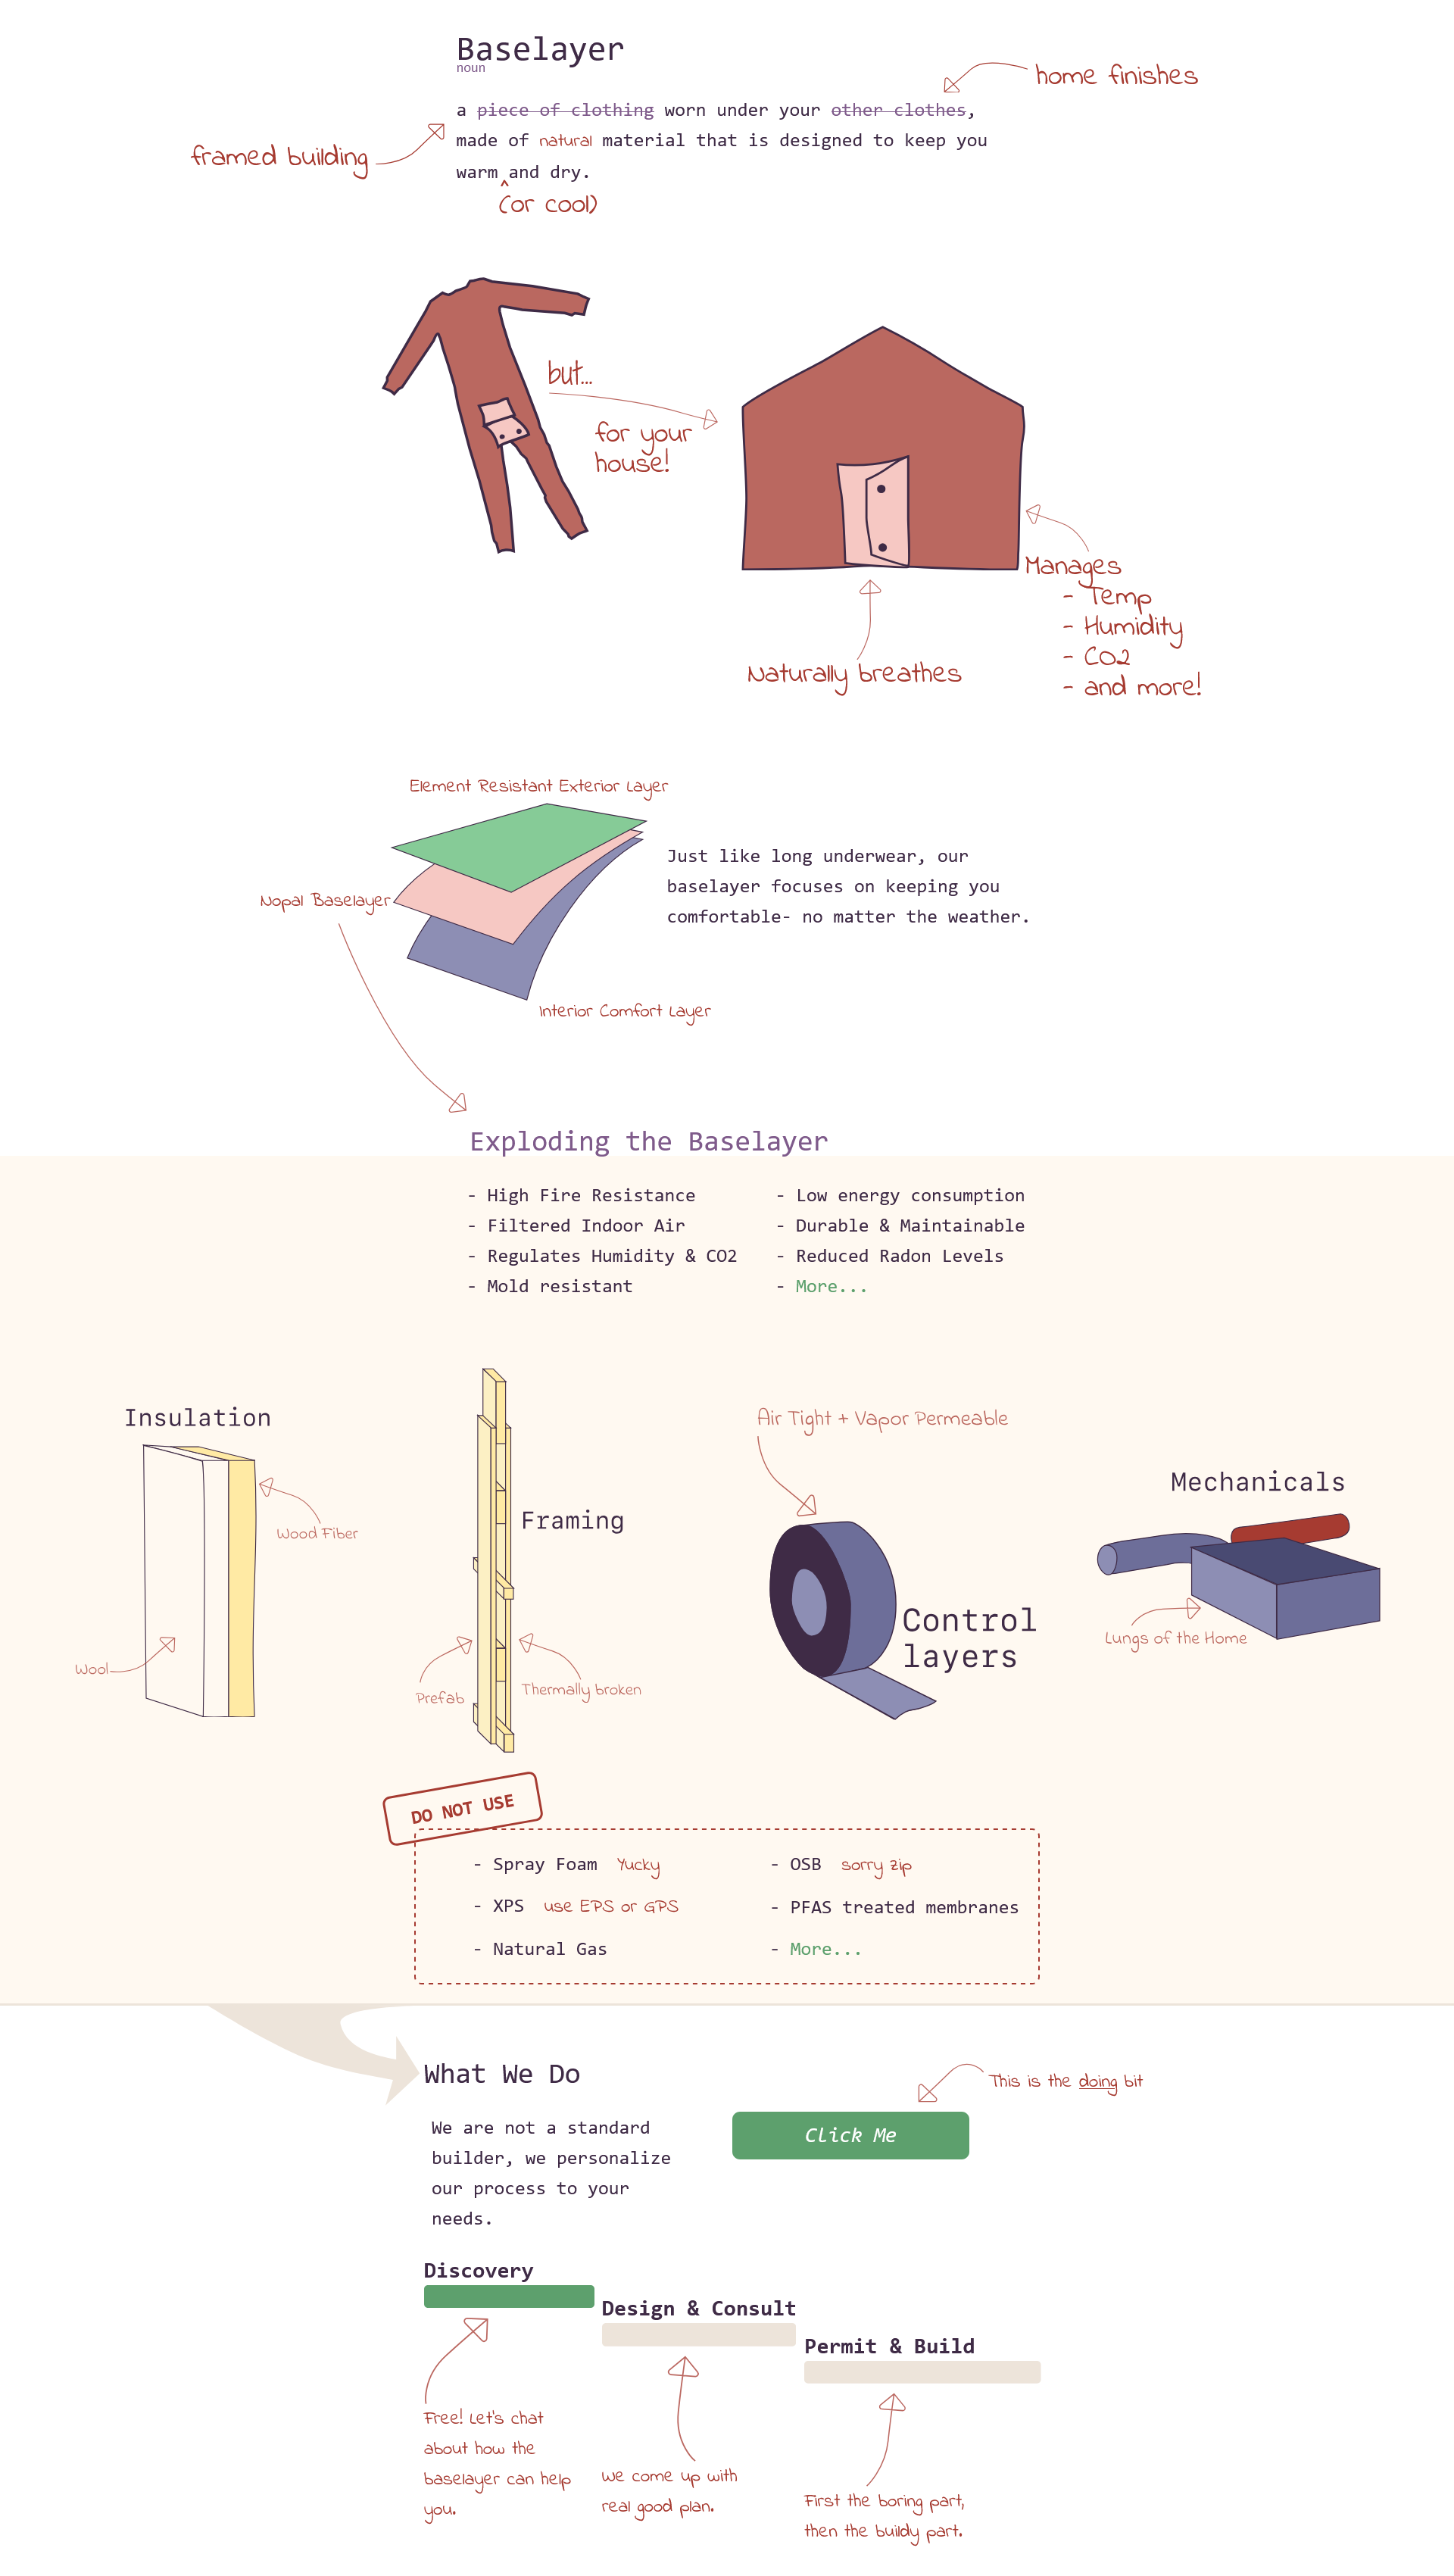 Baselayer
noun
home finishes
a piece of clothing worn under your other clothes,
framed building
made of natural material that is designed to keep you
warm ^ and dry.
(or cool)
but...
for your
house!
Manages
- Temp
- Humidity
- CO2
- and more!
Naturally breathes
Element Resistant Exterior Layer
Just like long underwear, our
baselayer focuses on keeping you
comfortable- no matter the weather.
Nopal Baselayer
Interior Comfort Layer
Exploding the Baselayer
- High Fire Resistance
- Filtered Indoor Air
- Regulates Humidity & CO2
- Mold resistant
- Low energy consumption
- Durable & Maintainable
- Reduced Radon Levels
- More...
Insulation
Wood Fiber
Wool
Framing
Prefab
Thermally broken
Air Tight + Vapor Permeable
Control
layers
Mechanicals
Lungs of the Home
DO NOT USE
- Spray Foam Yucky
- XPS use EPS or GPS
- Natural Gas
- OSB sorry zip
- PFAS treated membranes
- More...
What We Do
This is the doing bit
We are not a standard
builder, we personalize
our process to your
needs.
Click Me
Discovery
Design & Consult
Permit & Build
Free! Let's chat
about how the
baselayer can help
you.
We come up with
real good plan.
First the boring part,
then the buildy part.